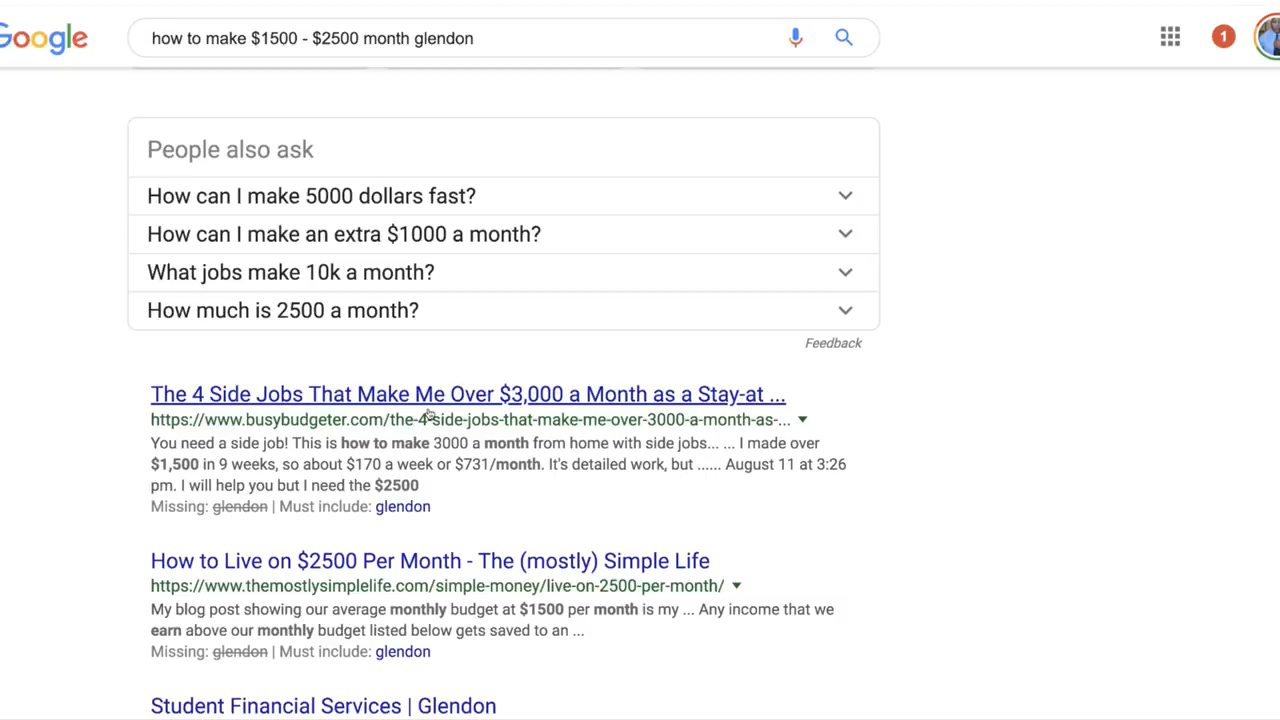 Google
how to make $1500 - $2500 month glendon
1
People also ask
How can I make 5000 dollars fast?
How can I make an extra $1000 a month?
What jobs make 10k a month?
How much is 2500 a month?
Feedback
The 4 Side Jobs That Make Me Over $3,000 a Month as a Stay-at ...
https://www.busybudgeter.com/the-4-side-jobs-that-make-me-over-3000-a-month-as-...
You need a side job! This is how to make 3000 a month from home with side jobs... ... I made over
$1,500 in 9 weeks, so about $170 a week or $731/month. It's detailed work, but ...... August 11 at 3:26
pm. I will help you but I need the $2500
Missing: glendon | Must include: glendon
How to Live on $2500 Per Month - The (mostly) Simple Life
https://www.themostlysimplelife.com/simple-money/live-on-2500-per-month/
My blog post showing our average monthly budget at $1500 per month is my ... Any income that we
earn above our monthly budget listed below gets saved to an ...
Missing: glendon | Must include: glendon
Student Financial Services | Glendon